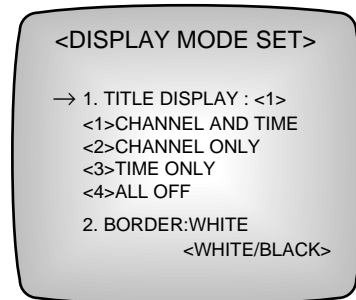 <DISPLAY MODE SET>
→ 1. TITLE DISPLAY : <1>
<1>CHANNEL AND TIME
<2>CHANNEL ONLY
<3>TIME ONLY
<4>ALL OFF
2. BORDER:WHITE
<WHITE/BLACK>